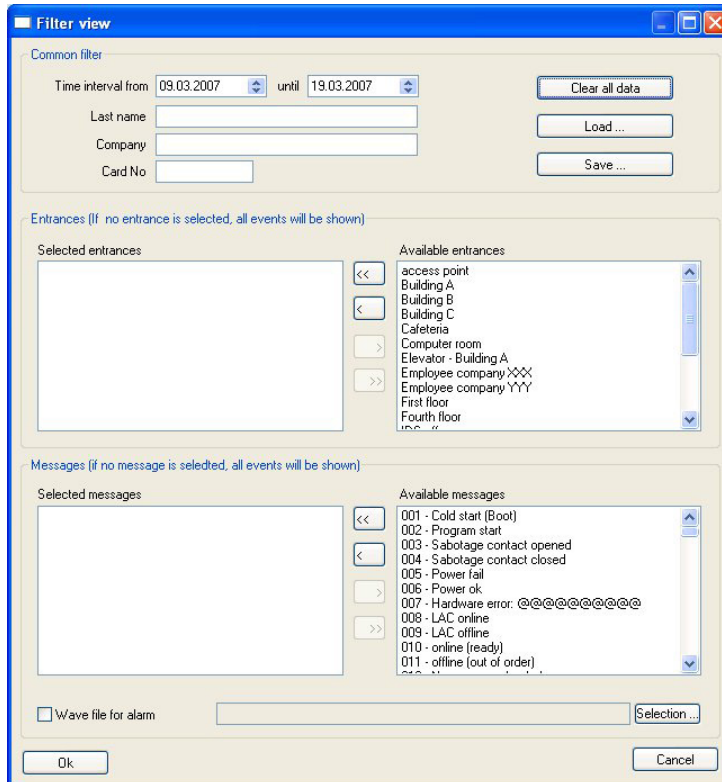 Filter view
Common filter
Time interval from 09.03.2007 until 19.03.2007
Clear all data
Last name
Load ...
Company
Save ...
Card No
Entrances (If no entrance is selected, all events will be shown)
Selected entrances
Available entrances
<<
<
>
>>
access point
Building A
Building B
Building C
Cafeteria
Computer room
Elevator - Building A
Employee company XXX
Employee company YYY
First floor
Fourth floor
Messages (if no message is seledted, all events will be shown)
Selected messages
Available messages
<<
<
>
>>
001 - Cold start (Boot)
002 - Program start
003 - Sabotage contact opened
004 - Sabotage contact closed
005 - Power fail
006 - Power ok
007 - Hardware error: @@@@@@@@@@
008 - LAC online
009 - LAC offline
010 - online (ready)
011 - offline (out of order)
Wave file for alarm
Selection ...
Ok
Cancel